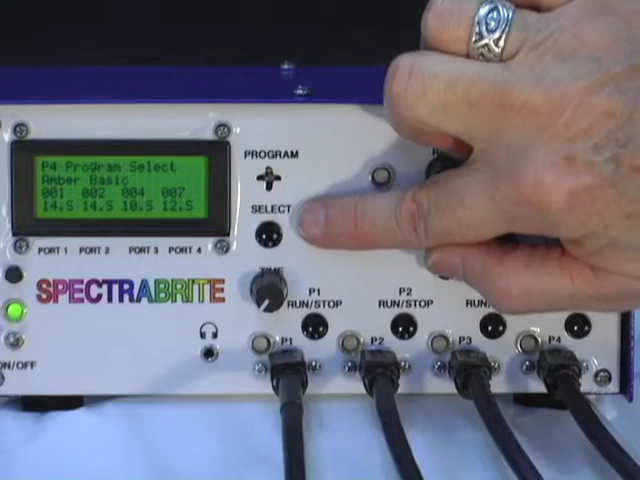 P4 Program Select
Amber Basic
001 002 004 007
14.S 14.S 10.S 12.S
PROGRAM
SELECT
PORT 1 PORT 2 PORT 3 PORT 4
SPECTRABRITE
TIME
P1
RUN/STOP
P2
RUN/STOP
RUN/
ON/OFF
P1
P2
P3
P4